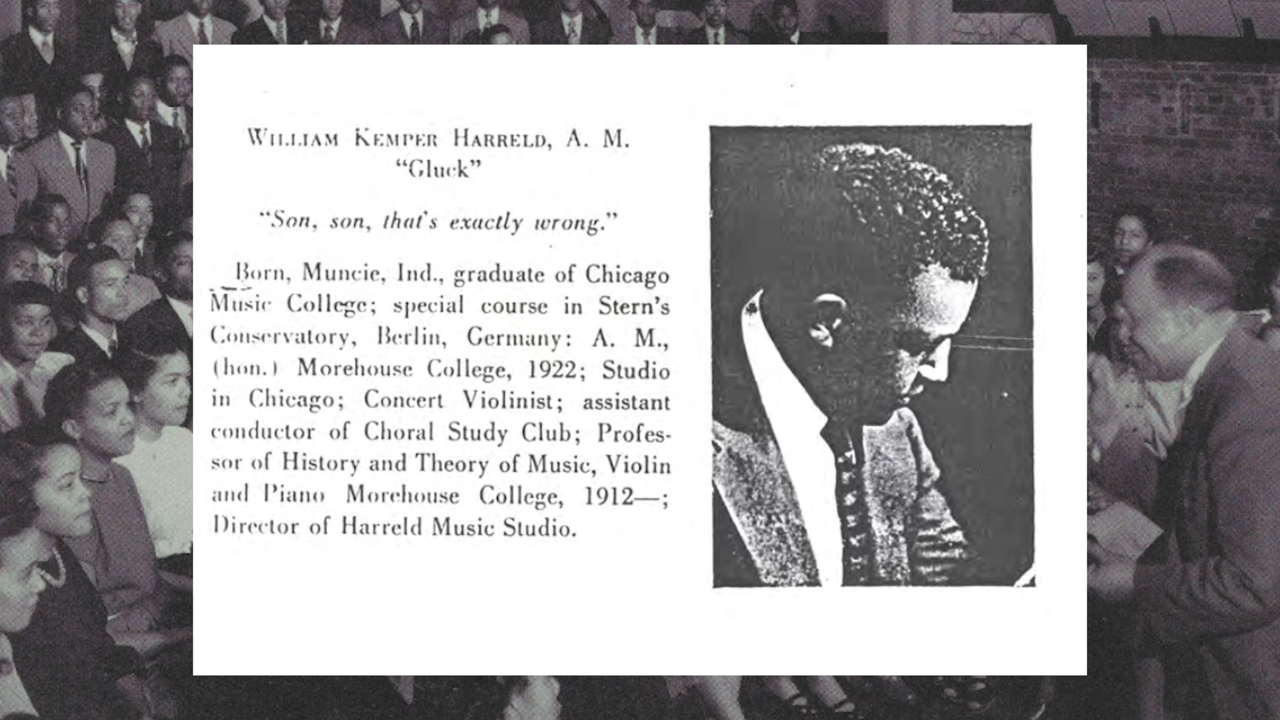 WILLIAM KEMPER HARRELD, A. M.
“Gluck”
“Son, son, that's exactly wrong.”
Born, Muncie, Ind., graduate of Chicago
Music College; special course in Stern's
Conservatory, Berlin, Germany: A. M.,
(hon.) Morehouse College, 1922; Studio
in Chicago; Concert Violinist; assistant
conductor of Choral Study Club; Profes-
sor of History and Theory of Music, Violin
and Piano Morehouse College, 1912—;
Director of Harreld Music Studio.